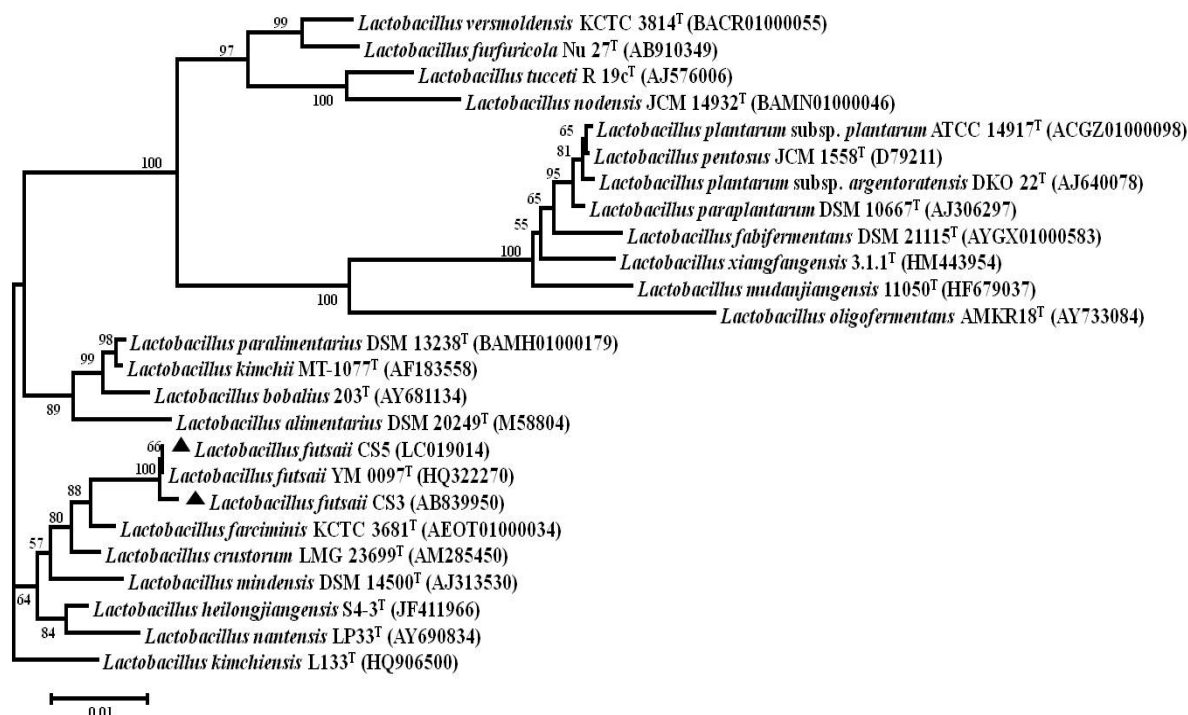 99 Lactobacillus versmoldensis KCTC 3814T (BACR01000055)
97 Lactobacillus furfuricola Nu 27T (AB910349)
Lactobacillus tucceti R 19cT (AJ576006)
100 Lactobacillus nodensis JCM 14932T (BAMN01000046)
65 Lactobacillus plantarum subsp. plantarum ATCC 14917T (ACGZ01000098)
100 81 Lactobacillus pentosus JCM 1558T (D79211)
95 Lactobacillus plantarum subsp. argentoratensis DKO 22T (AJ640078)
65 Lactobacillus paraplantarum DSM 10667T (AJ306297)
55 Lactobacillus fabifermentans DSM 21115T (AYGX01000583)
100 Lactobacillus xiangfangensis 3.1.1T (HM443954)
100 Lactobacillus mudanjiangensis 11050T (HF679037)
Lactobacillus oligofermentans AMKR18T (AY733084)
98 Lactobacillus paralimentarius DSM 13238T (BAMH01000179)
99 Lactobacillus kimchii MT-1077T (AF183558)
Lactobacillus bobalius 203T (AY681134)
89 Lactobacillus alimentarius DSM 20249T (M58804)
66 Lactobacillus futsaii CS5 (LC019014)
100 Lactobacillus futsaii YM 0097T (HQ322270)
88 Lactobacillus futsaii CS3 (AB839950)
80 Lactobacillus farciminis KCTC 3681T (AEOT01000034)
57 Lactobacillus crustorum LMG 23699T (AM285450)
Lactobacillus mindensis DSM 14500T (AJ313530)
64 Lactobacillus heilongjiangensis S4-3T (JF411966)
84 Lactobacillus nantensis LP33T (AY690834)
Lactobacillus kimchiensis L133T (HQ906500)
0.01